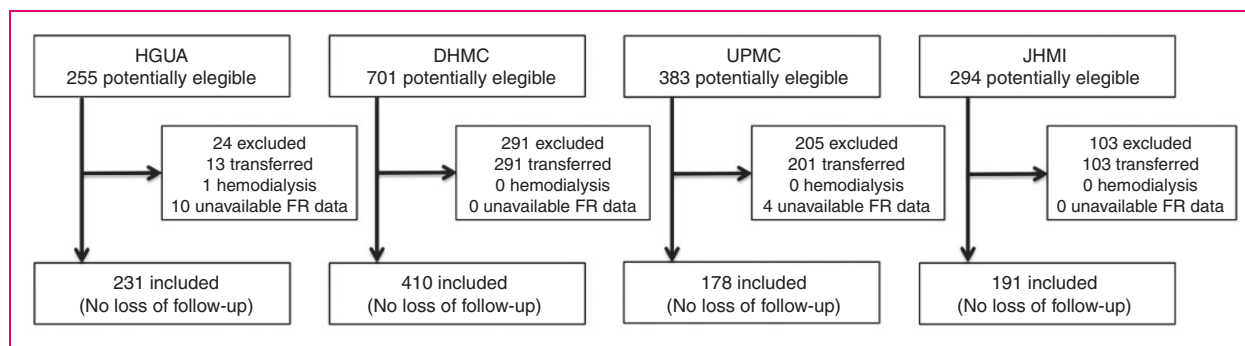 HGUA
255 potentially elegible
24 excluded
13 transferred
1 hemodialysis
10 unavailable FR data
231 included
(No loss of follow-up)
DHMC
701 potentially elegible
291 excluded
291 transferred
0 hemodialysis
0 unavailable FR data
410 included
(No loss of follow-up)
UPMC
383 potentially elegible
205 excluded
201 transferred
0 hemodialysis
4 unavailable FR data
178 included
(No loss of follow-up)
JHMI
294 potentially elegible
103 excluded
103 transferred
0 hemodialysis
0 unavailable FR data
191 included
(No loss of follow-up)